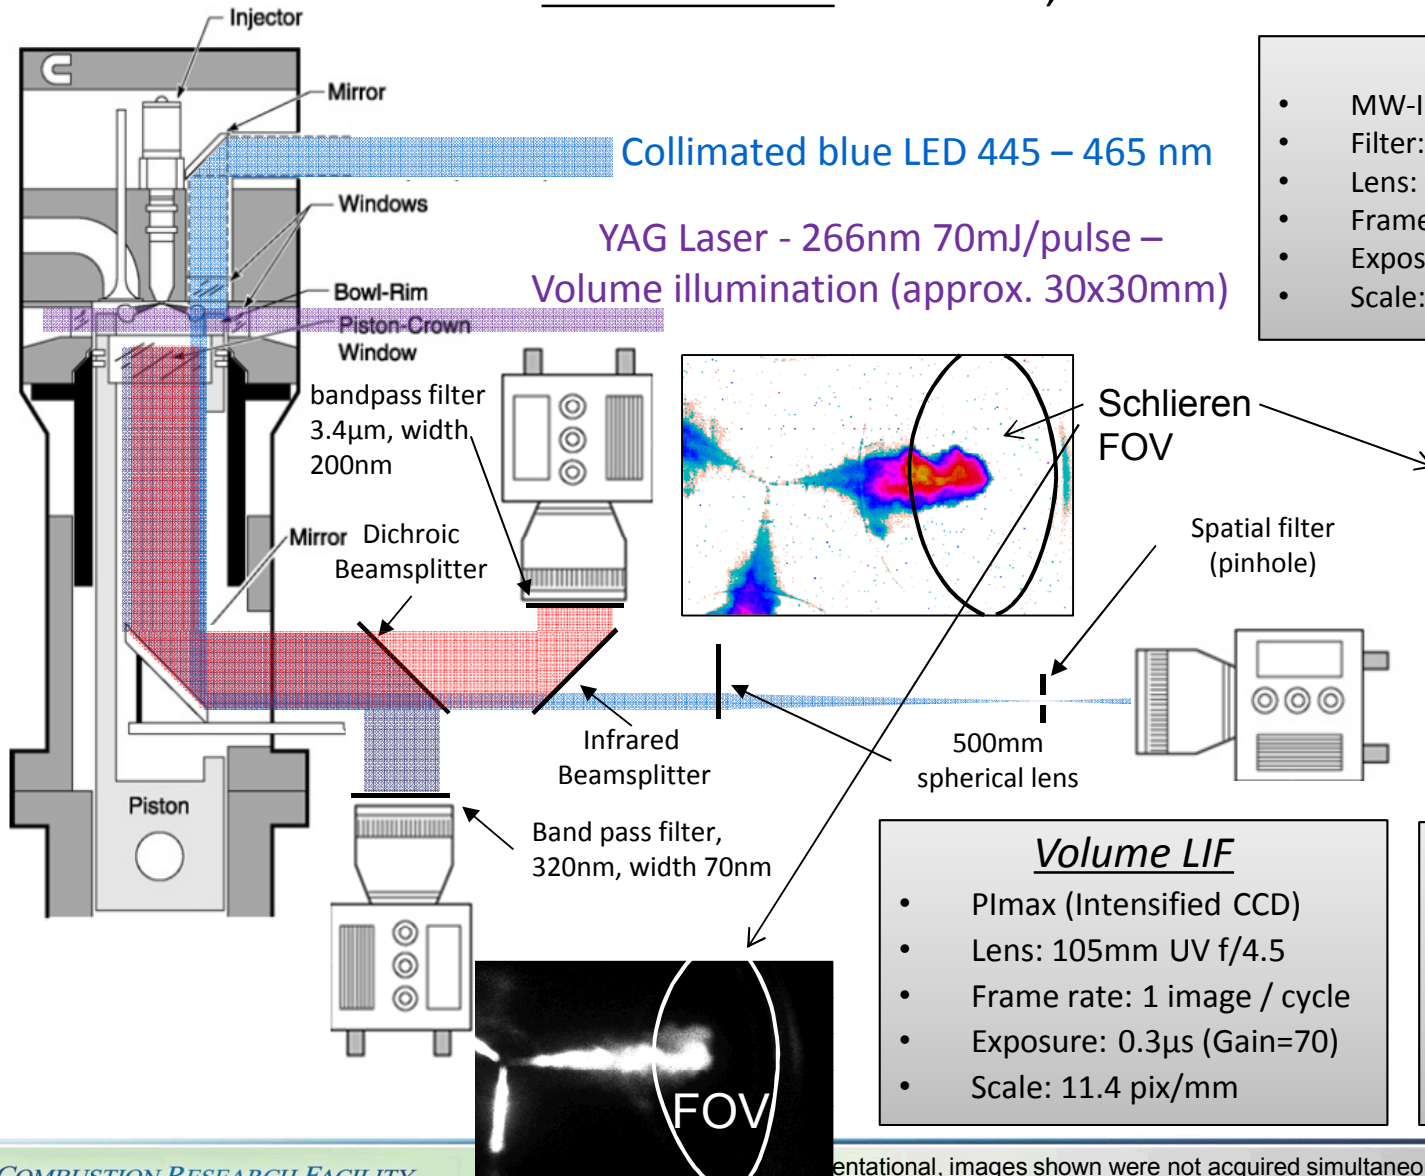 Injector
Mirror
Collimated blue LED 445 – 465 nm
Windows
YAG Laser - 266nm 70mJ/pulse –
Volume illumination (approx. 30x30mm)
Bowl-Rim
Piston-Crown
Window
MW-I
Filter:
Lens:
Frame
Expos
Scale:
bandpass filter
3.4µm, width
200nm
Schlieren
FOV
Mirror
Dichroic
Beamsplitter
Spatial filter
(pinhole)
Infrared
Beamsplitter
500mm
spherical lens
Piston
Band pass filter,
320nm, width 70nm
Volume LIF
• PImax (Intensified CCD)
• Lens: 105mm UV f/4.5
• Frame rate: 1 image / cycle
• Exposure: 0.3µs (Gain=70)
• Scale: 11.4 pix/mm
FOV
COMBUSTION RESEARCH FACILITY
entational, images shown were not acquired simultaneo